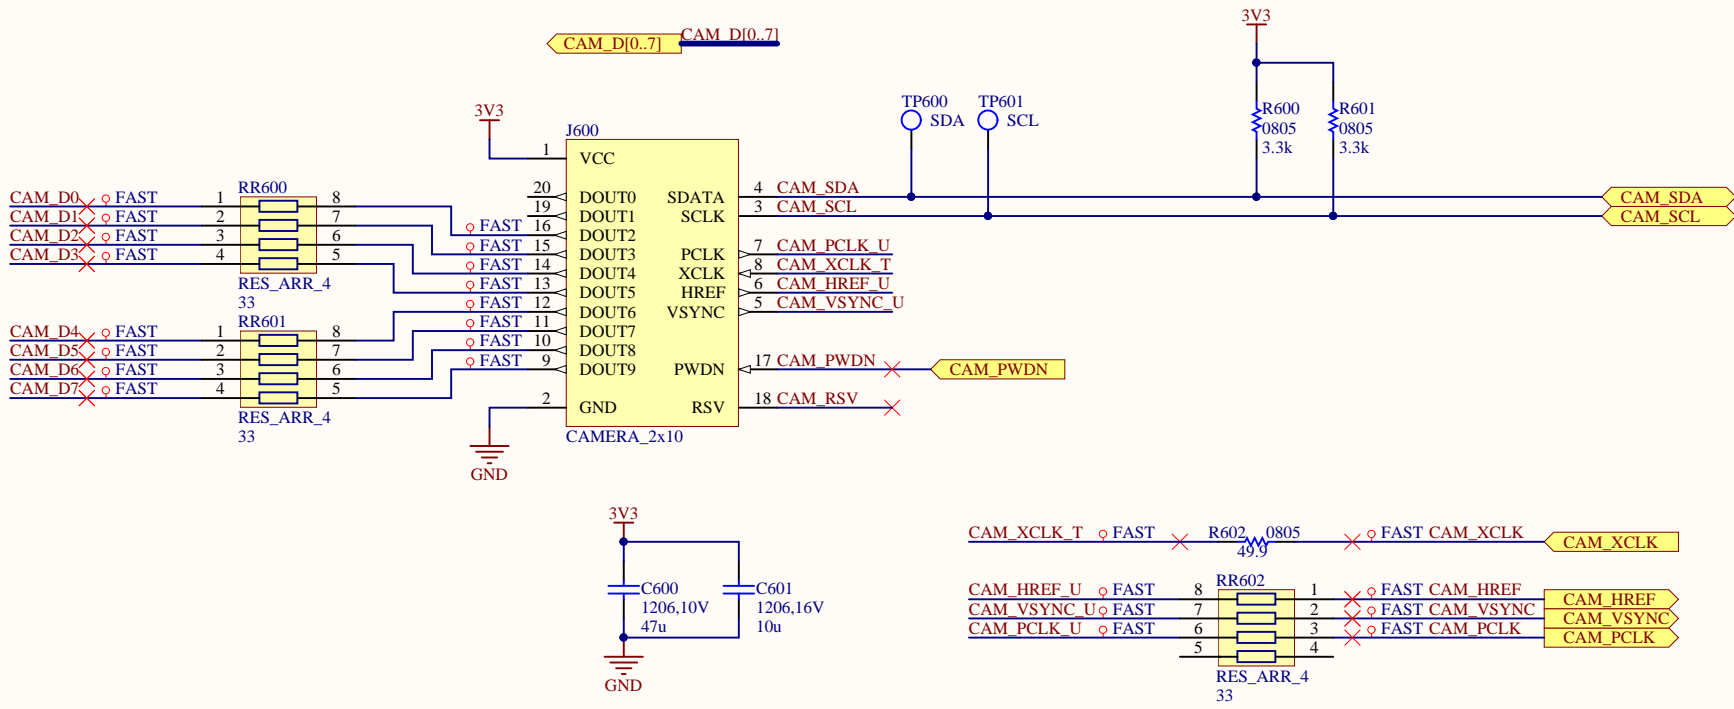 CAM_D[0..7] CAM_D[0..7]
3V3
3V3
TP600 SDA
TP601 SCL
R600
0805
3.3k
R601
0805
3.3k
J600
1 VCC
20 DOUT0
19 DOUT1
FAST 16 DOUT2
FAST 15 DOUT3
FAST 14 DOUT4
FAST 13 DOUT5
FAST 12 DOUT6
FAST 11 DOUT7
FAST 10 DOUT8
FAST 9 DOUT9
2 GND
SDATA 4 CAM_SDA
SCLK 3 CAM_SCL
PCLK 7 CAM_PCLK_U
XCLK 8 CAM_XCLK_T
HREF 6 CAM_HREF_U
VSYNC 5 CAM_VSYNC_U
PWDN 17 CAM_PWDN
RSV 18 CAM_RSV
CAMERA_2x10
CAM_SDA
CAM_SCL
CAM_PWDN
GND
RR600
CAM_D0 FAST 1 8
CAM_D1 FAST 2 7
CAM_D2 FAST 3 6
CAM_D3 FAST 4 5
RES_ARR_4
33
RR601
CAM_D4 FAST 1 8
CAM_D5 FAST 2 7
CAM_D6 FAST 3 6
CAM_D7 FAST 4 5
RES_ARR_4
33
3V3
C600
1206,10V
47u
C601
1206,16V
10u
GND
CAM_XCLK_T FAST R602 0805 FAST CAM_XCLK CAM_XCLK
49.9
RR602
CAM_HREF_U FAST 8 1 FAST CAM_HREF CAM_HREF
CAM_VSYNC_U FAST 7 2 FAST CAM_VSYNC CAM_VSYNC
CAM_PCLK_U FAST 6 3 FAST CAM_PCLK CAM_PCLK
5 4
RES_ARR_4
33